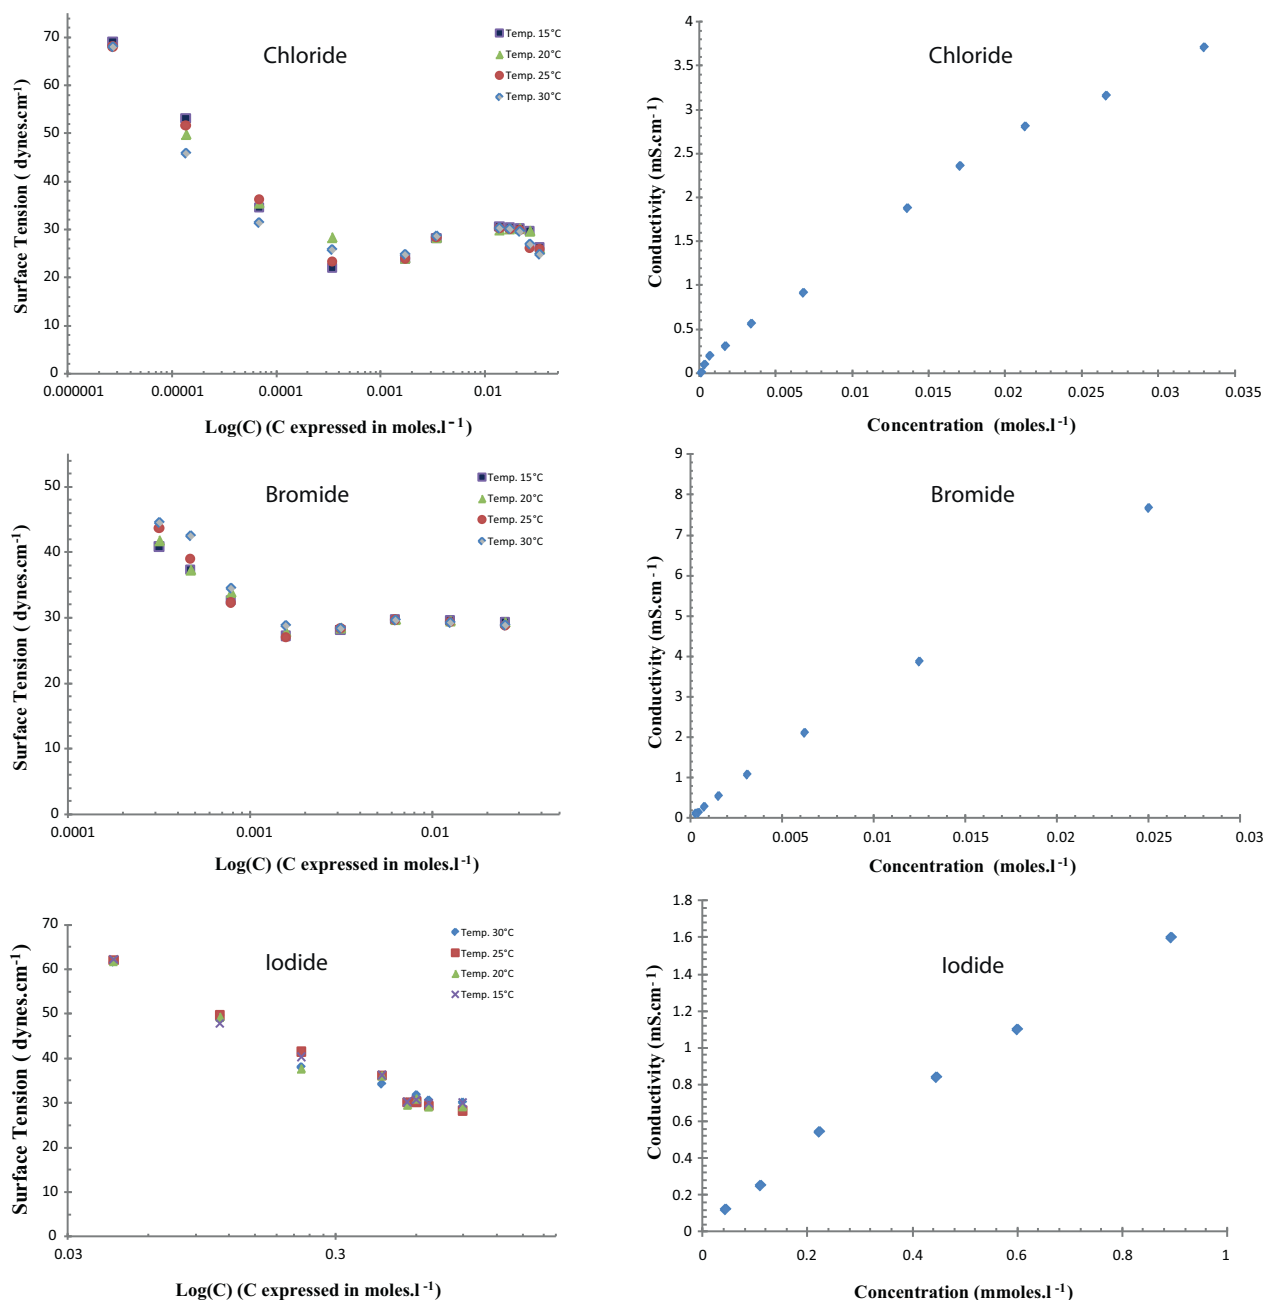 Chloride
Temp. 15°C
Temp. 20°C
Temp. 25°C
Temp. 30°C
Surface Tension ( dynes.cm-1)
70
60
50
40
30
20
10
0
0.000001
0.00001
0.0001
0.001
0.01
Log(C) (C expressed in moles.l-1)
Chloride
Conductivity (mS.cm-1)
4
3.5
3
2.5
2
1.5
1
0.5
0
0
0.005
0.01
0.015
0.02
0.025
0.03
0.035
Concentration (moles.l-1)
Bromide
Temp. 15°C
Temp. 20°C
Temp. 25°C
Temp. 30°C
Surface Tension ( dynes.cm-1)
50
40
30
20
10
0
0.0001
0.001
0.01
Log(C) (C expressed in moles.l-1)
Bromide
Conductivity (mS.cm-1)
9
8
7
6
5
4
3
2
1
0
0
0.005
0.01
0.015
0.02
0.025
0.03
Concentration (moles.l-1)
Iodide
Temp. 30°C
Temp. 25°C
Temp. 20°C
Temp. 15°C
Surface Tension ( dynes.cm-1)
70
60
50
40
30
20
10
0
0.03
0.3
Log(C) (C expressed in moles.l-1)
Iodide
Conductivity (mS.cm-1)
1.8
1.6
1.4
1.2
1
0.8
0.6
0.4
0.2
0
0
0.2
0.4
0.6
0.8
1
Concentration (mmoles.l-1)